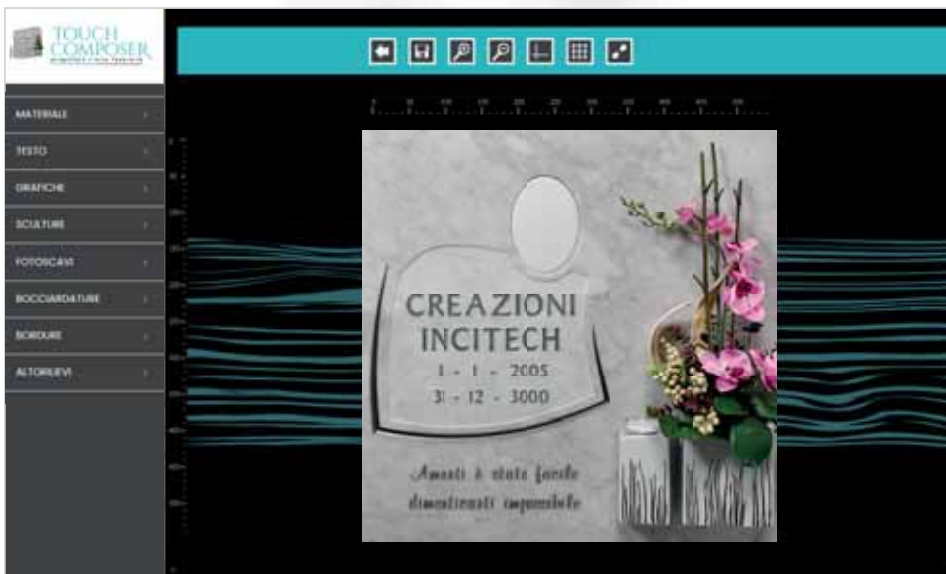 TOUCH
COMPOSER
MATERIALE
TESTO
GRAFICHE
SCULTURE
FOTOSCAVI
BOCCIARDATURE
BORDURE
ALTORILIEVI
CREAZIONI
INCITECH
1 - 1 - 2005
31 - 12 - 3000
Amarti è stato facile
dimenticarti impossibile